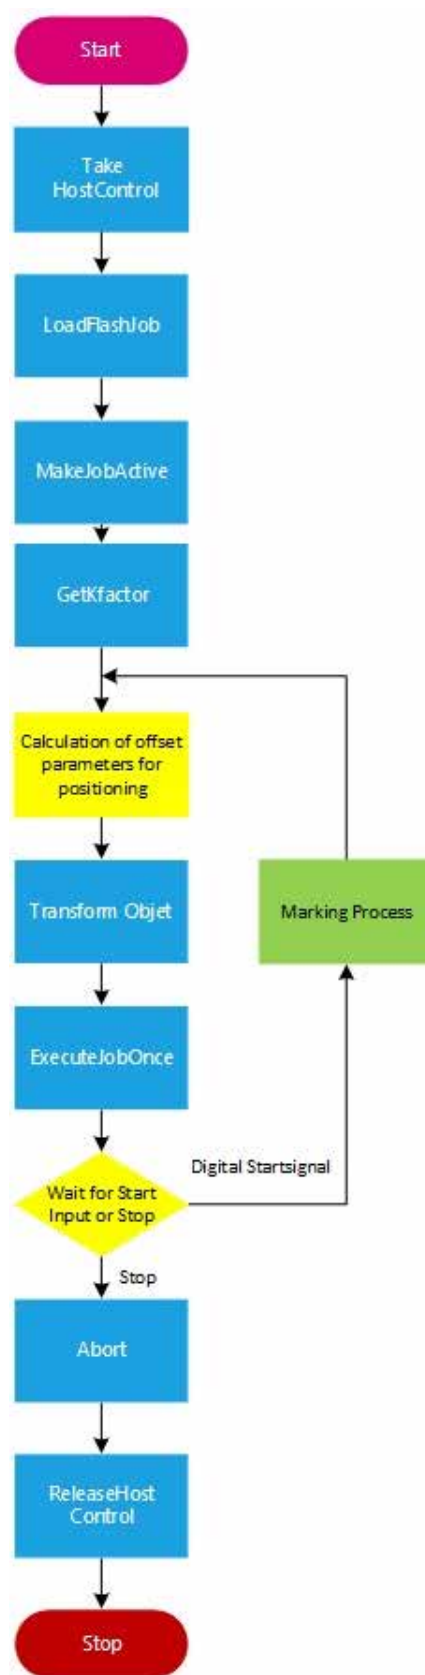 Start
Take
HostControl
LoadFlashJob
MakeJobActive
GetKfactor
Calculation of offset
parameters for
positioning
Transform Objet
Marking Process
ExecuteJobOnce
Digital Startsignal
Wait for Start
Input or Stop
Stop
Abort
ReleaseHost
Control
Stop